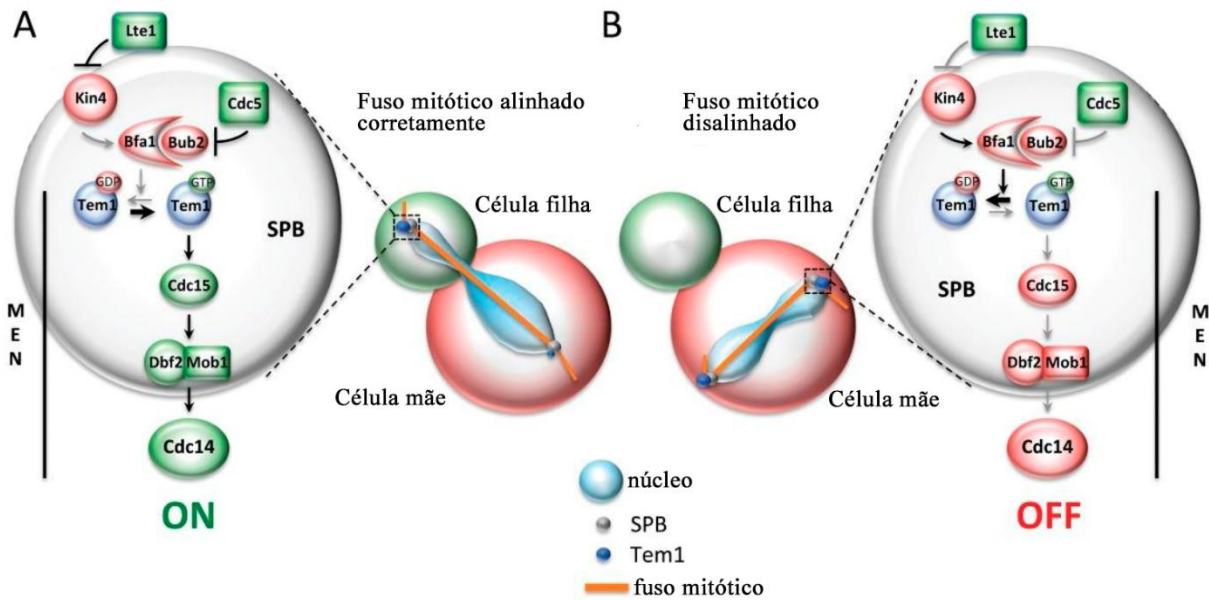 A
Lte1
Kin4
Cdc5
Bfa1
Bub2
GDP
Tem1
GTP
Tem1
SPB
Cdc15
Dbf2
Mob1
Cdc14
M
E
N
ON
Fuso mitótico alinhado
corretamente
Célula filha
Célula mãe
B
Fuso mitótico
disalinhado
Célula filha
Célula mãe
Lte1
Kin4
Cdc5
Bfa1
Bub2
GDP
Tem1
GTP
Tem1
SPB
Cdc15
Dbf2
Mob1
Cdc14
M
E
N
OFF
núcleo
SPB
Tem1
fuso mitótico